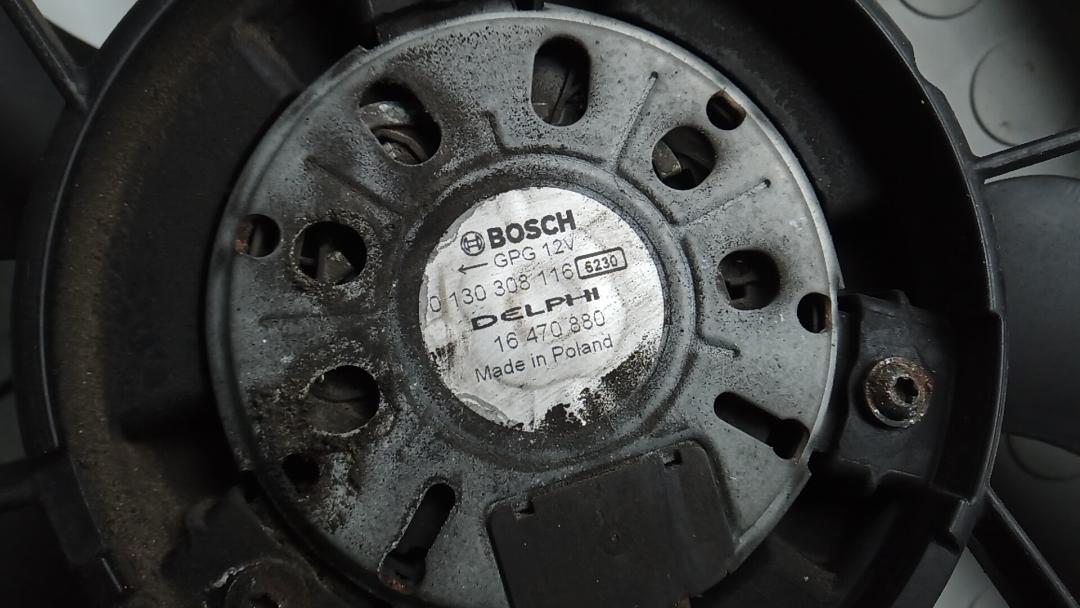 BOSCH
GPG 12V
← 0 130 308 116 6230
DELPHI
16 470 880
Made in Poland